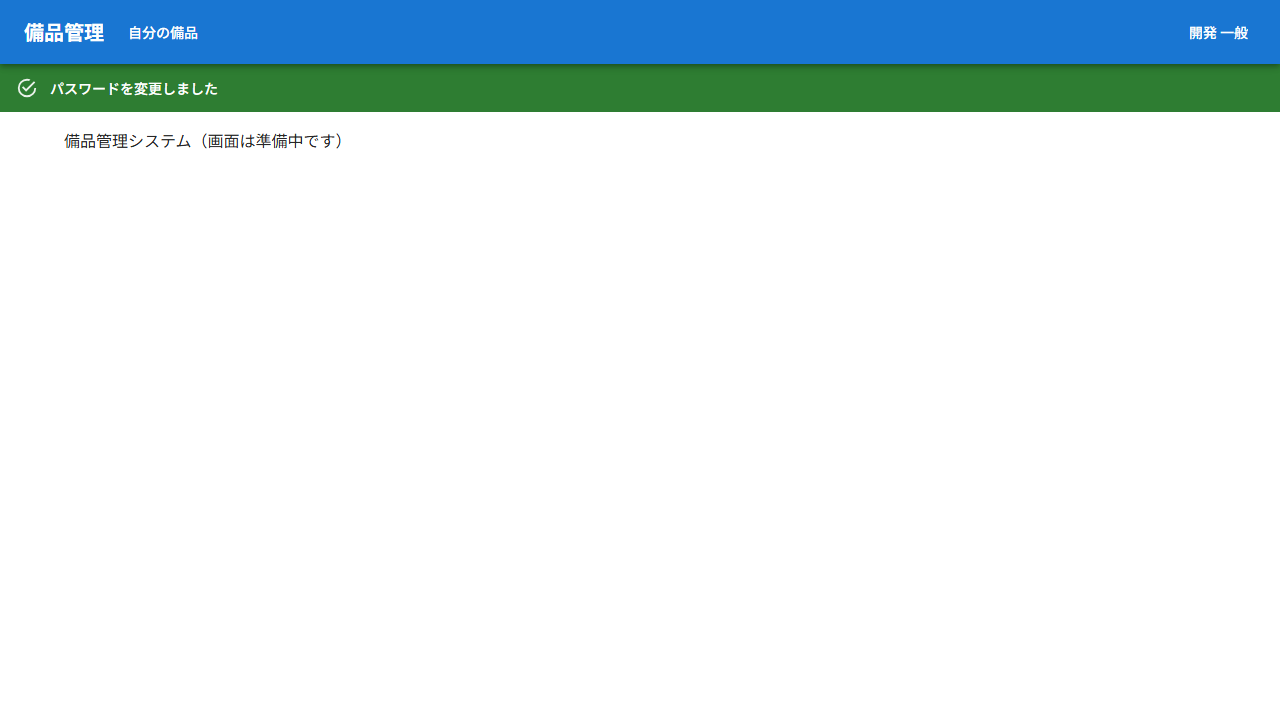 備品管理
自分の備品
開発 一般
パスワードを変更しました
備品管理システム（画面は準備中です）